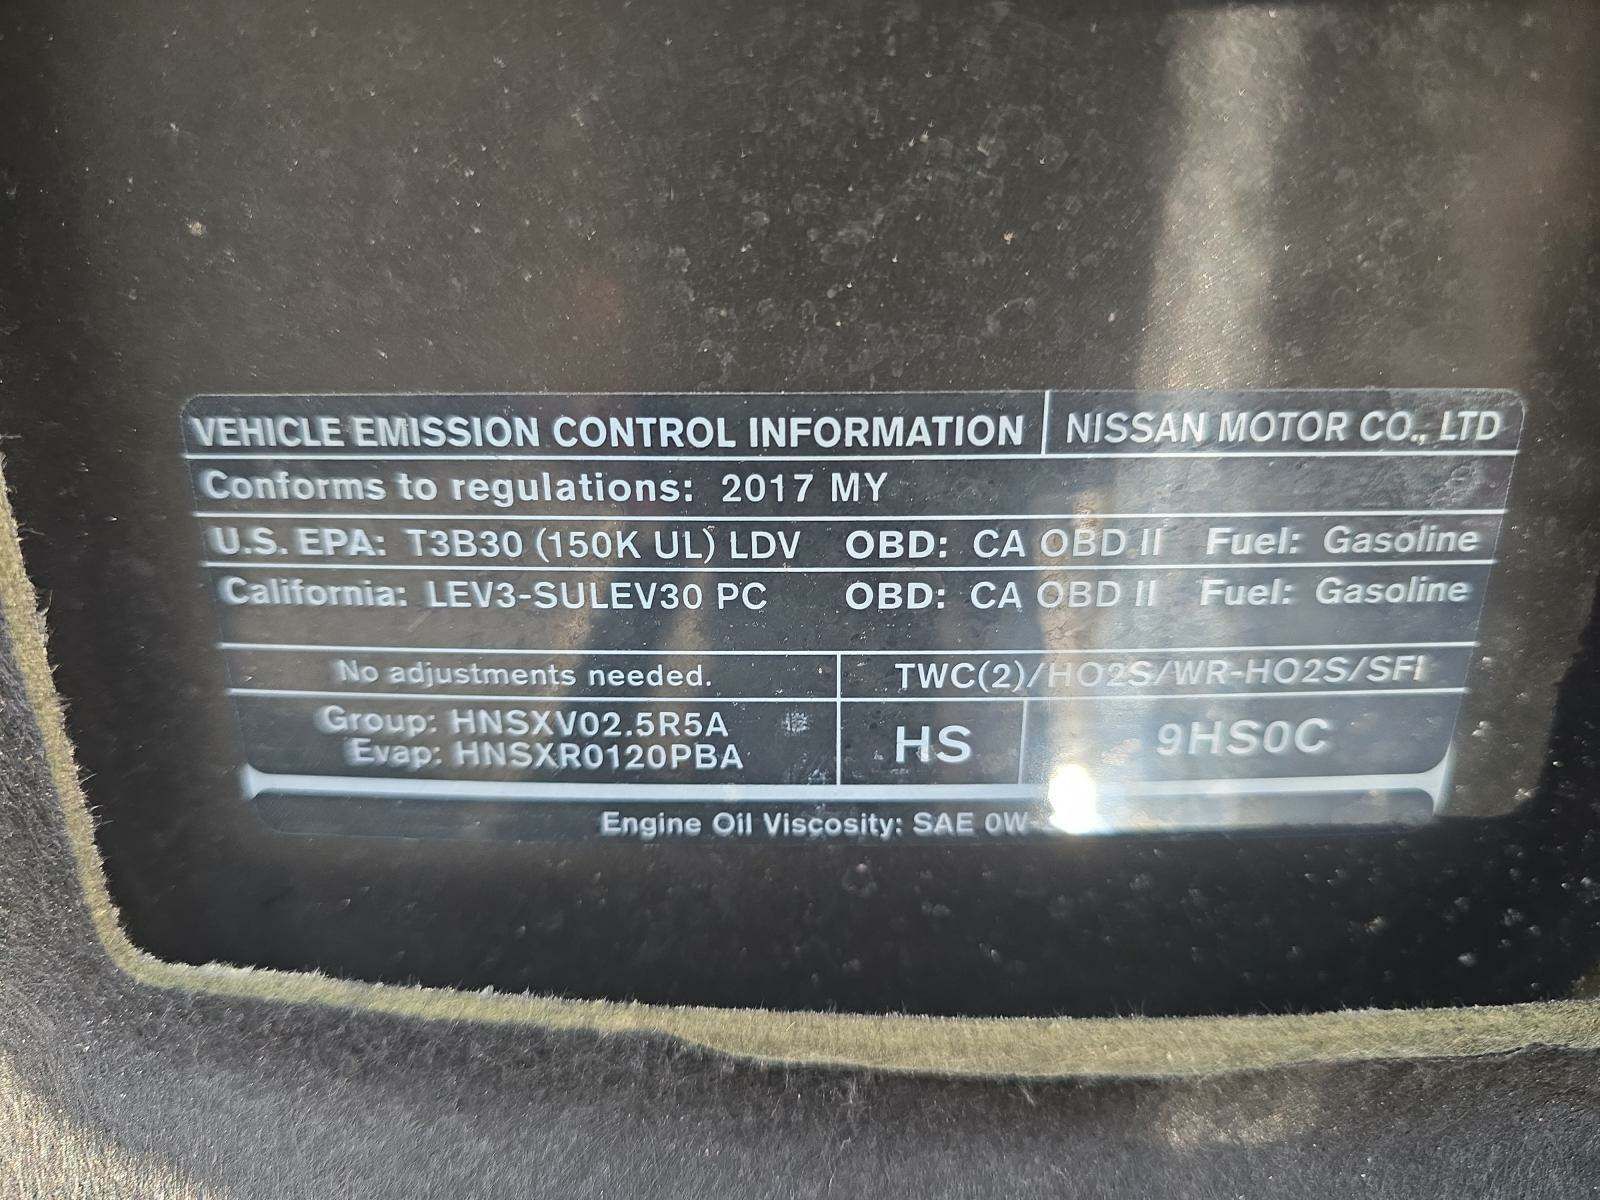 VEHICLE EMISSION CONTROL INFORMATION NISSAN MOTOR CO., LTD
Conforms to regulations: 2017 MY
U.S. EPA: T3B30 (150K UL) LDV OBD: CA OBD II Fuel: Gasoline
California: LEV3-SULEV30 PC OBD: CA OBD II Fuel: Gasoline
No adjustments needed. TWC(2)/HO2S/WR-HO2S/SFI
Group: HNSXV02.5R5A
Evap: HNSXR0120PBA
HS 9HS0C
Engine Oil Viscosity: SAE 0W-